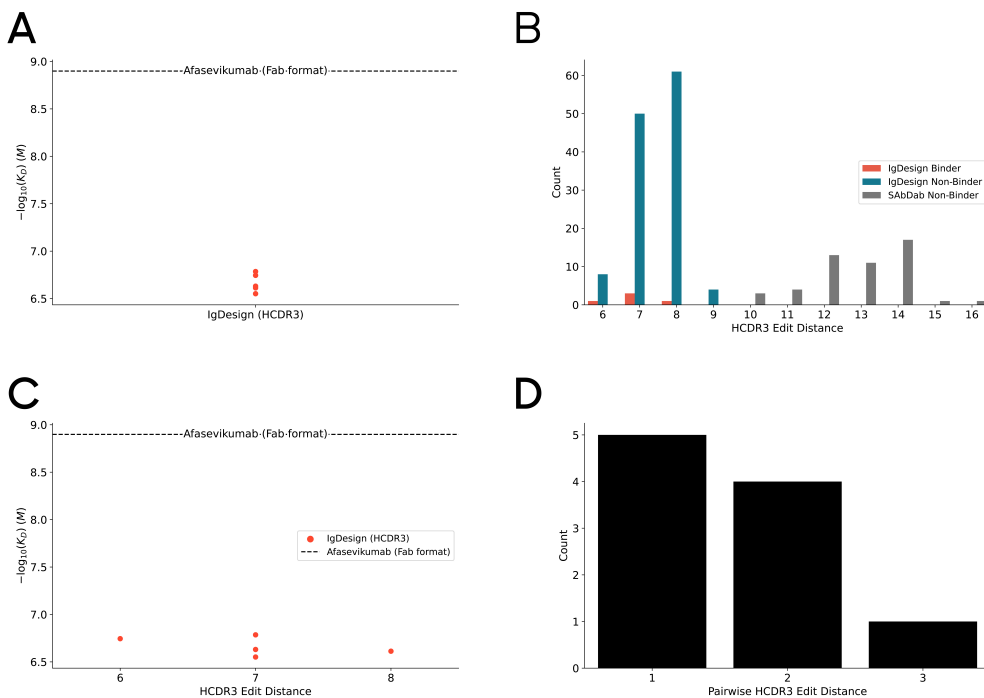 A
9.0
8.5
8.0
7.5
7.0
6.5
−log10(KD) (M)
Afasevikumab (Fab format)
IgDesign (HCDR3)
B
60
50
40
30
20
10
0
Count
IgDesign Binder
IgDesign Non-Binder
SAbDab Non-Binder
6 7 8 9 10 11 12 13 14 15 16
HCDR3 Edit Distance
C
9.0
8.5
8.0
7.5
7.0
6.5
−log10(KD) (M)
Afasevikumab (Fab format)
IgDesign (HCDR3)
Afasevikumab (Fab format)
6 7 8
HCDR3 Edit Distance
D
5
4
3
2
1
0
Count
1 2 3
Pairwise HCDR3 Edit Distance